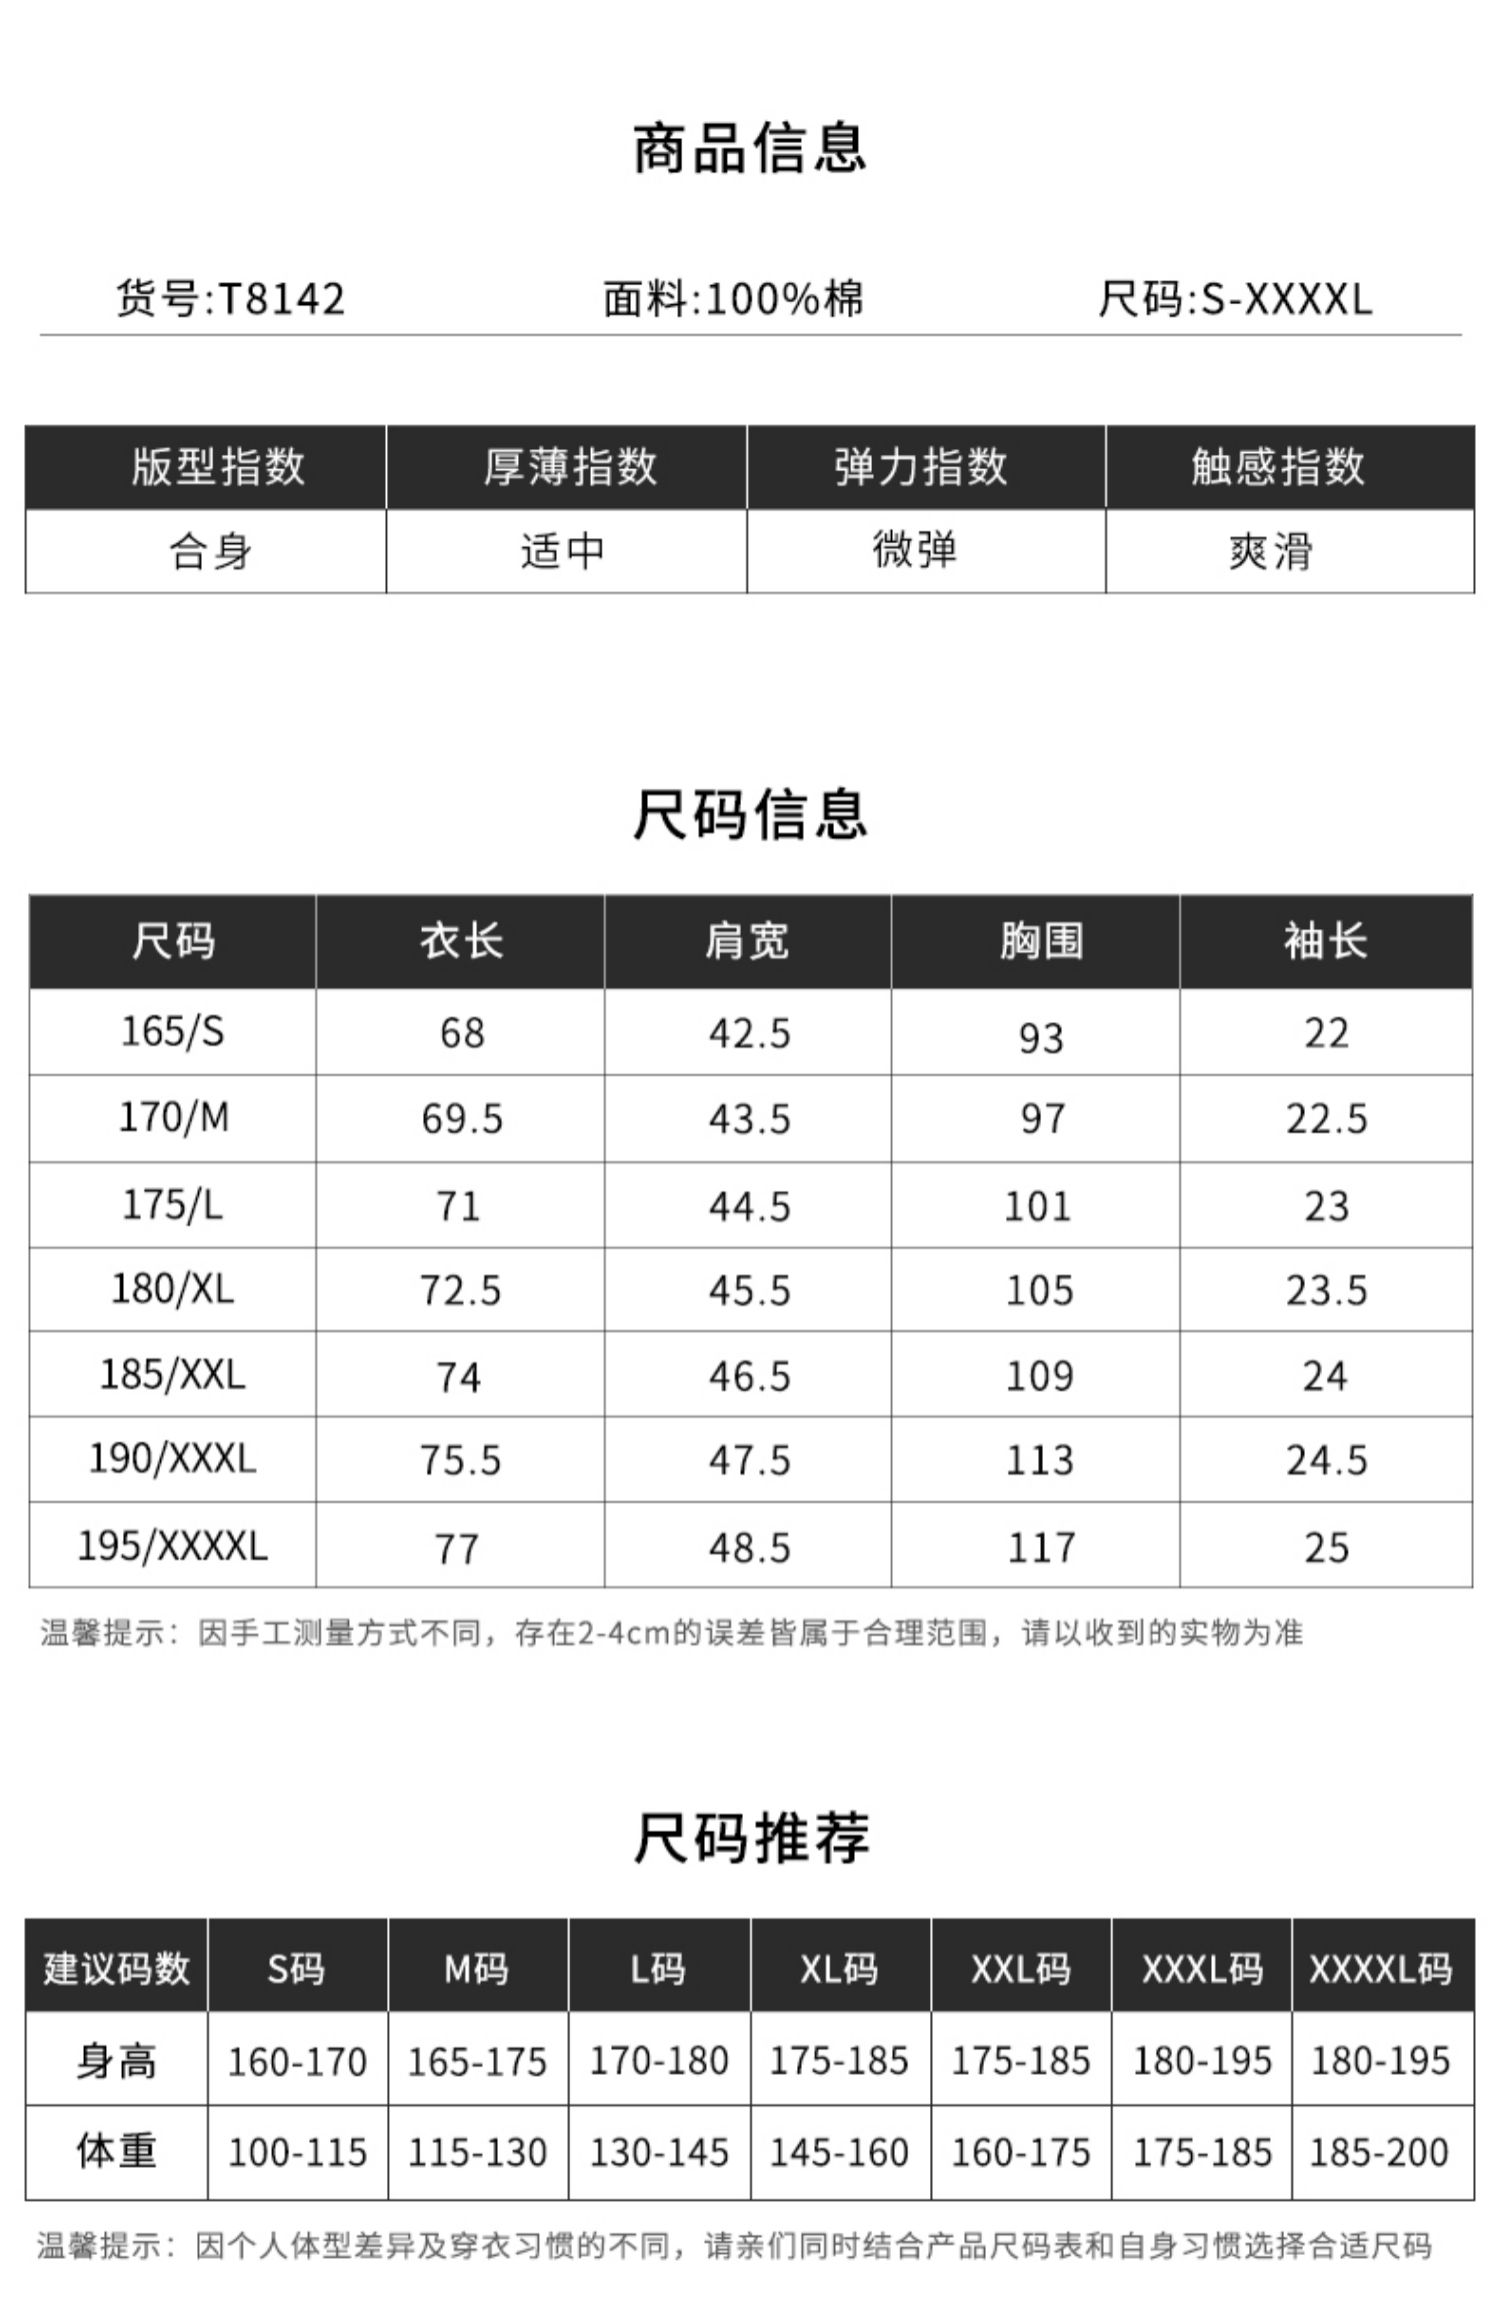 商品信息
货号:T8142 面料:100%棉 尺码:S-XXXXL
版型指数 厚薄指数 弹力指数 触感指数
合身 适中 微弹 爽滑
尺码信息
尺码 衣长 肩宽 胸围 袖长
165/S 68 42.5 93 22
170/M 69.5 43.5 97 22.5
175/L 71 44.5 101 23
180/XL 72.5 45.5 105 23.5
185/XXL 74 46.5 109 24
190/XXXL 75.5 47.5 113 24.5
195/XXXXL 77 48.5 117 25
温馨提示：因手工测量方式不同，存在2-4cm的误差皆属于合理范围，请以收到的实物为准
尺码推荐
建议码数 S码 M码 L码 XL码 XXL码 XXXL码 XXXXL码
身高 160-170 165-175 170-180 175-185 175-185 180-195 180-195
体重 100-115 115-130 130-145 145-160 160-175 175-185 185-200
温馨提示：因个人体型差异及穿衣习惯的不同，请亲们同时结合产品尺码表和自身习惯选择合适尺码